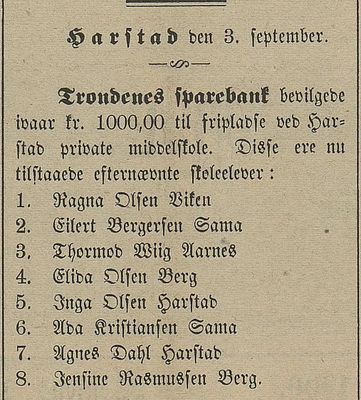 Harstad den 3. september.
Trondenes sparebank bevilgede
ivaar kr. 1000,00 til fripladse ved Har-
stad private middelskole. Disse ere nu
tilstaaede efternævnte skoleelever:
1. Ragna Olsen Viken
2. Eilert Bergersen Sama
3. Thormod Wiig Aarnes
4. Elida Olsen Berg
5. Inga Olsen Harstad
6. Ada Kristiansen Sama
7. Agnes Dahl Harstad
8. Jensine Rasmussen Berg.